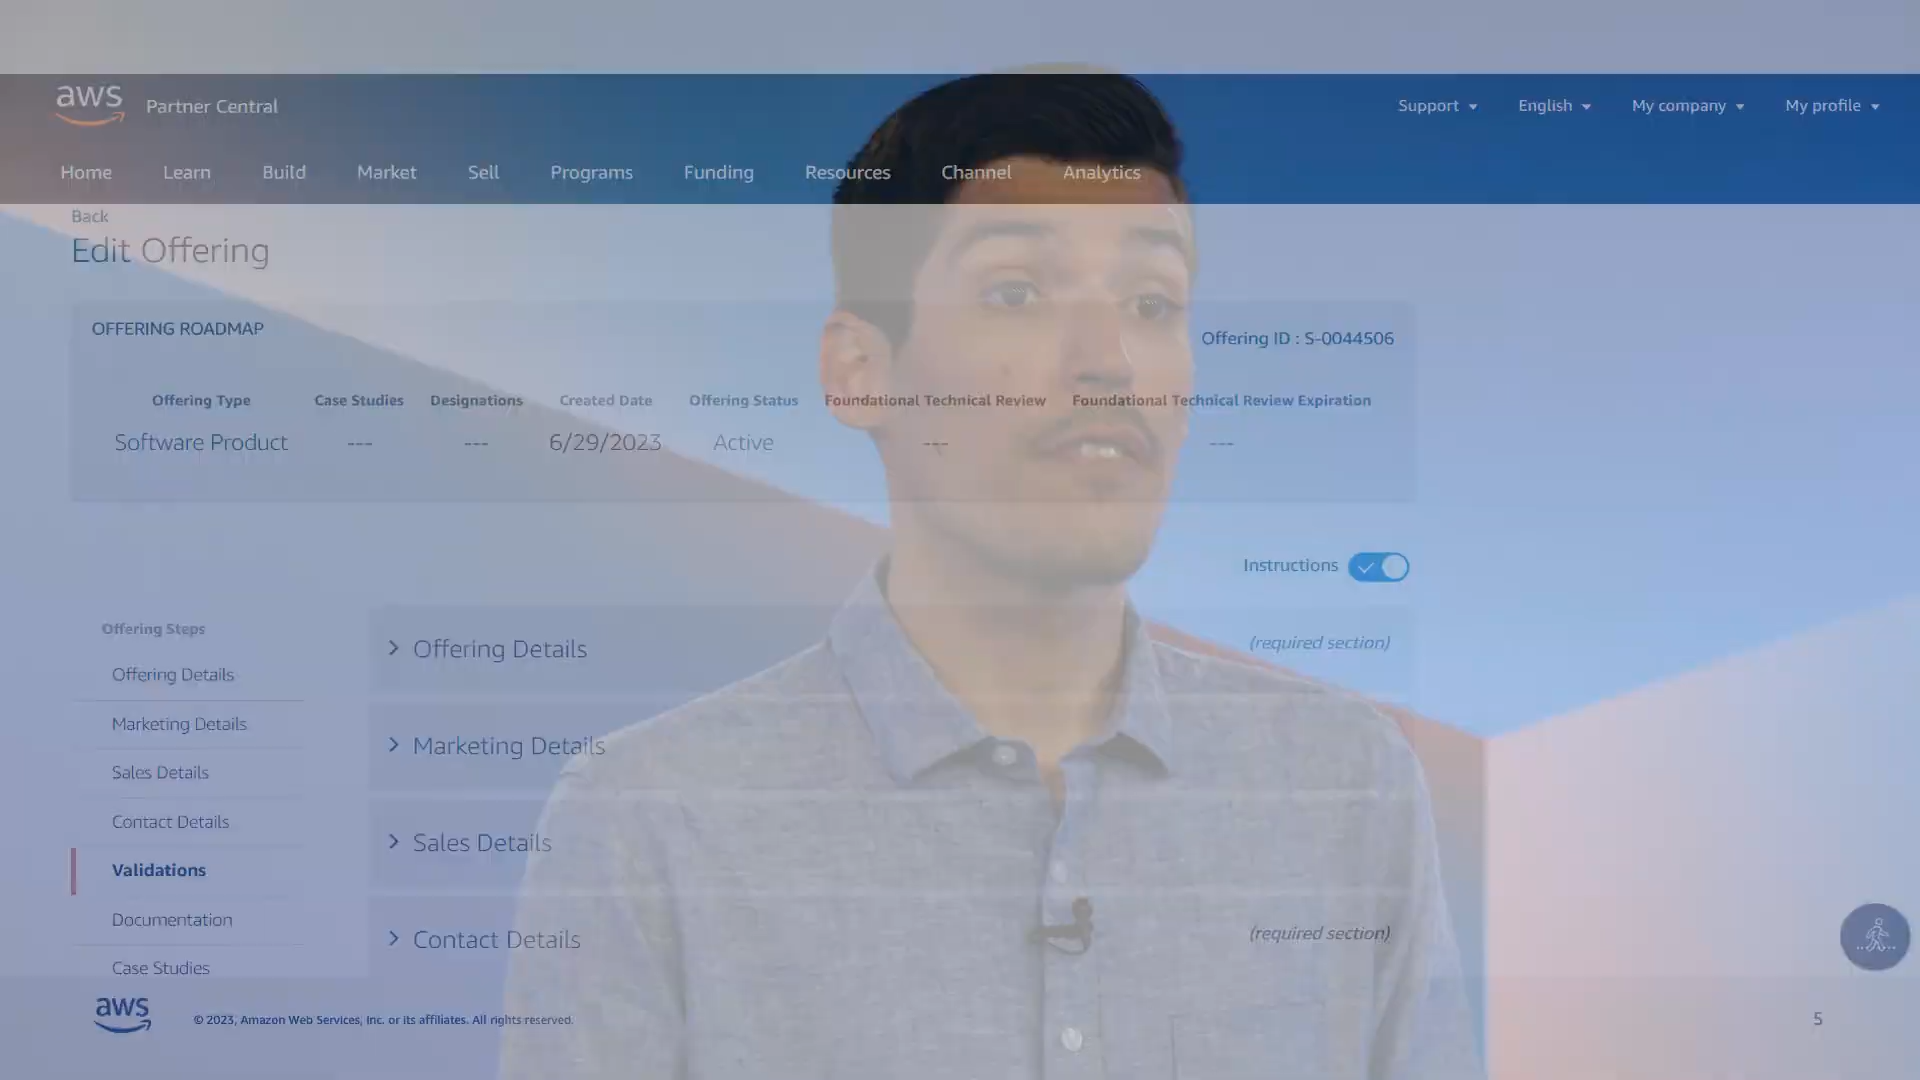 aws
Partner Central
Support
English
My company
My profile
Home
Learn
Build
Market
Sell
Programs
Funding
Resources
Channel
Analytics
Back
Edit Offering
OFFERING ROADMAP
Offering ID : S-0044506
Offering Type
Case Studies
Designations
Created Date
Offering Status
Foundational Technical Review
Foundational Technical Review Expiration
Software Product
---
---
6/29/2023
Active
---
---
Instructions
Offering Steps
Offering Details
Marketing Details
Sales Details
Contact Details
Validations
Documentation
Case Studies
Offering Details
(required section)
Marketing Details
Sales Details
Contact Details
(required section)
aws
© 2023, Amazon Web Services, Inc. or its affiliates. All rights reserved.
5